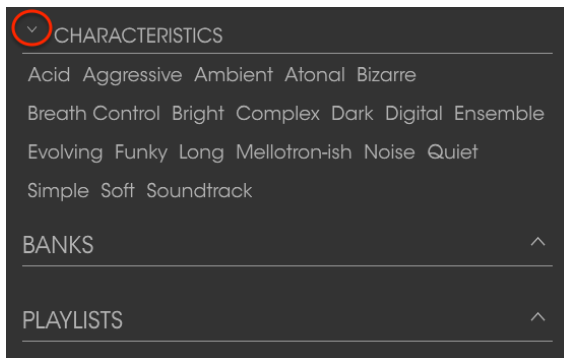 CHARACTERISTICS
Acid Aggressive Ambient Atonal Bizarre
Breath Control Bright Complex Dark Digital Ensemble
Evolving Funky Long Mellotron-ish Noise Quiet
Simple Soft Soundtrack
BANKS
PLAYLISTS